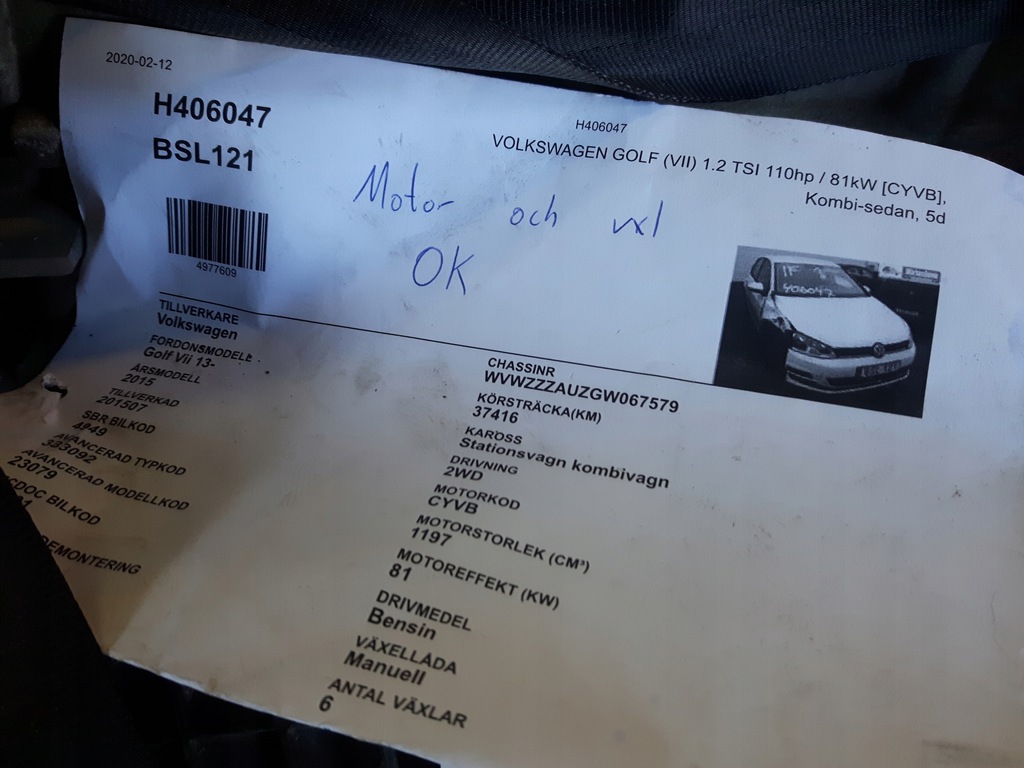 2020-02-12
H406047
BSL121
4977609
H406047
VOLKSWAGEN GOLF (VII) 1.2 TSI 110hp / 81kW [CYVB],
Kombi-sedan, 5d
Motor och vxl
OK
TILLVERKARE
Volkswagen
FORDONSMODELL
Golf Vii 13-
ÅRSMODELL
2015
TILLVERKAD
201507
SBR BILKOD
4849
AVANCERAD TYPKOD
393092
AVANCERAD MODELLKOD
23079
CDOC BILKOD
DEMONTERING
CHASSINR
WVWZZZAUZGW067579
KÖRSTRÄCKA(KM)
37416
KAROSS
Stationsvagn kombivagn
DRIVNING
2WD
MOTORKOD
CYVB
MOTORSTORLEK (CM³)
1197
MOTOREFFEKT (KW)
81
DRIVMEDEL
Bensin
VÄXELLÅDA
Manuell
ANTAL VÄXLAR
6